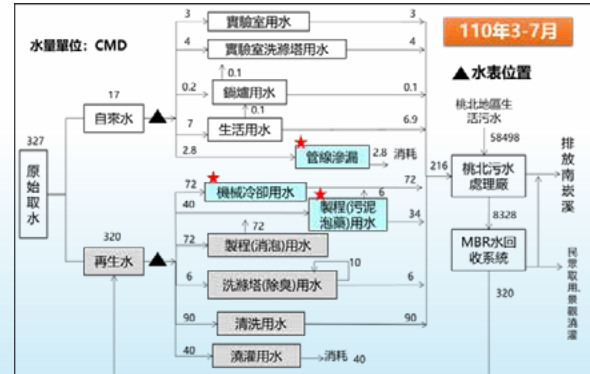 水量單位：CMD
110年3-7月
▲水表位置
3
實驗室用水
3
4
實驗室洗滌塔用水
4
0.1
0.2
鍋爐用水
0.1
0.1
17
自來水
7
生活用水
6.9
2.8
管線滲漏
2.8
消耗
327
原始取水
桃北地區生活污水
58498
216
桃北污水處理廠
排放南崁溪
72
機械冷卻用水
72
6
40
製程(污泥泡藥)用水
34
72
320
再生水
72
製程(消泡)用水
10
6
洗滌塔(除臭)用水
6
8328
MBR水回收系統
320
民眾取用、景觀澆灌
90
清洗用水
90
40
澆灌用水
消耗
40